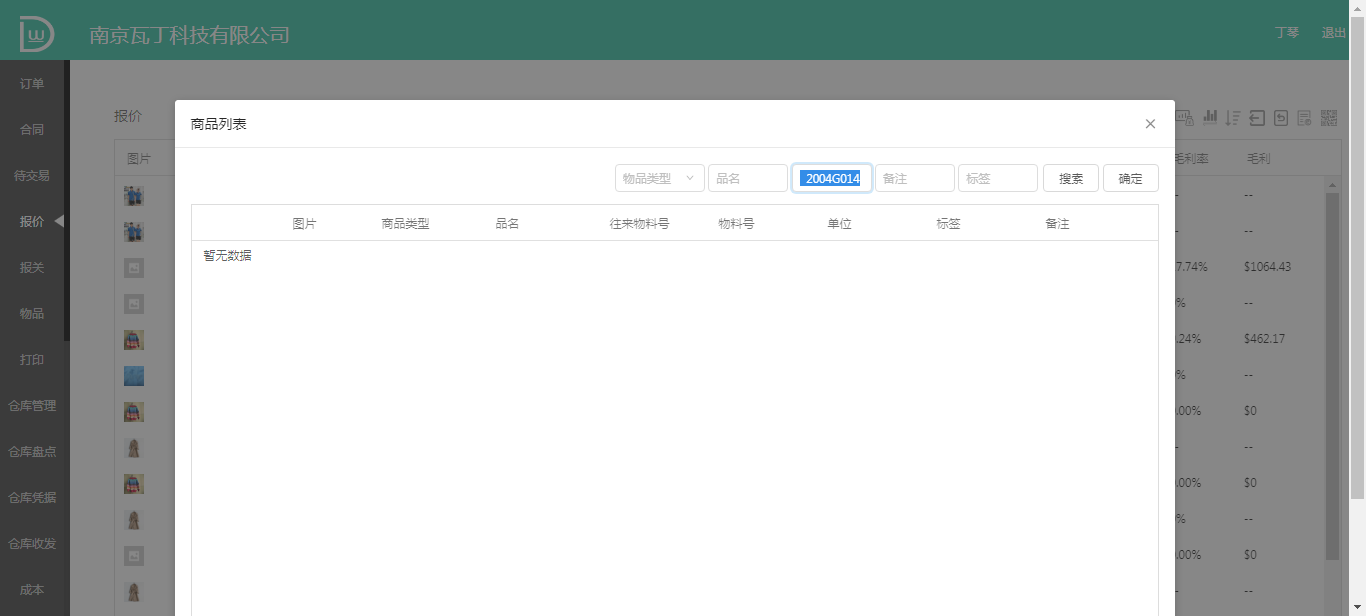 南京瓦丁科技有限公司
丁琴 退出
订单
合同
待交易
报价
报关
物品
打印
仓库管理
仓库盘点
仓库凭据
仓库收发
成本
报价
图片
毛利率 毛利
商品列表
物品类型 品名 2004G014 备注 标签 搜索 确定
图片 商品类型 品名 往来物料号 物料号 单位 标签 备注
暂无数据
- --
- --
7.74% $1064.43
% --
.24% $462.17
% --
.00% $0
- --
.00% $0
% --
.00% $0
- --